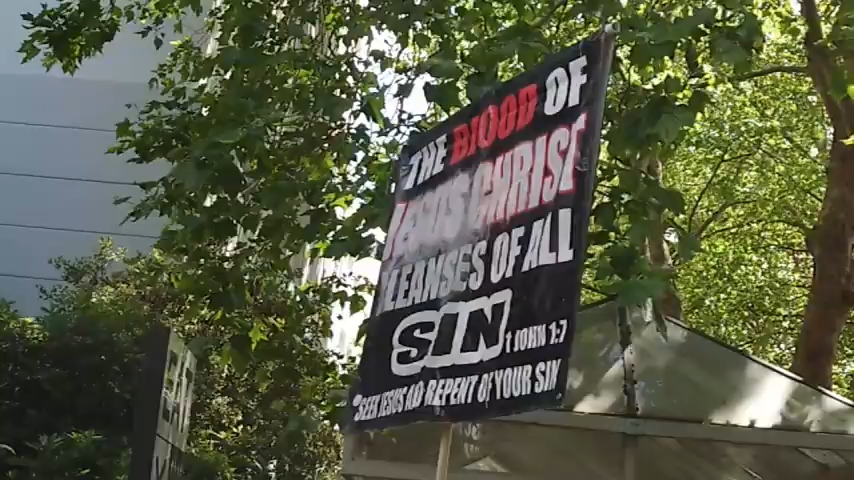 THE BLOOD OF
JESUS CHRIST
CLEANSES OF ALL
SIN 1 JOHN 1:7
*SEEK JESUS AND REPENT OF YOUR SIN